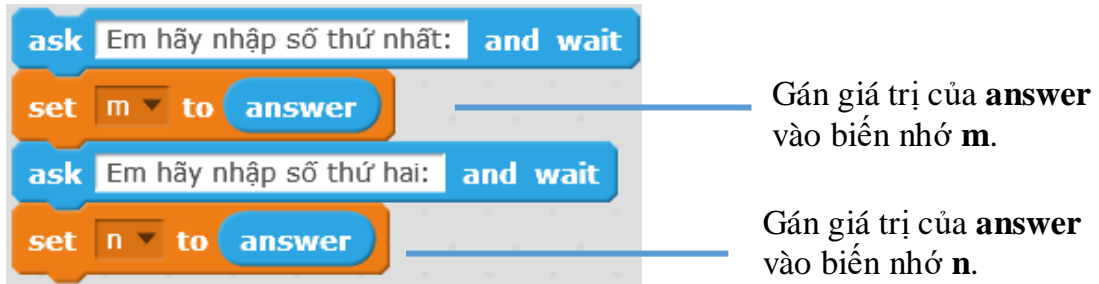 ask Em hãy nhập số thứ nhất: and wait
set m to answer
Gán giá trị của answer
vào biến nhớ m.
ask Em hãy nhập số thứ hai: and wait
set n to answer
Gán giá trị của answer
vào biến nhớ n.